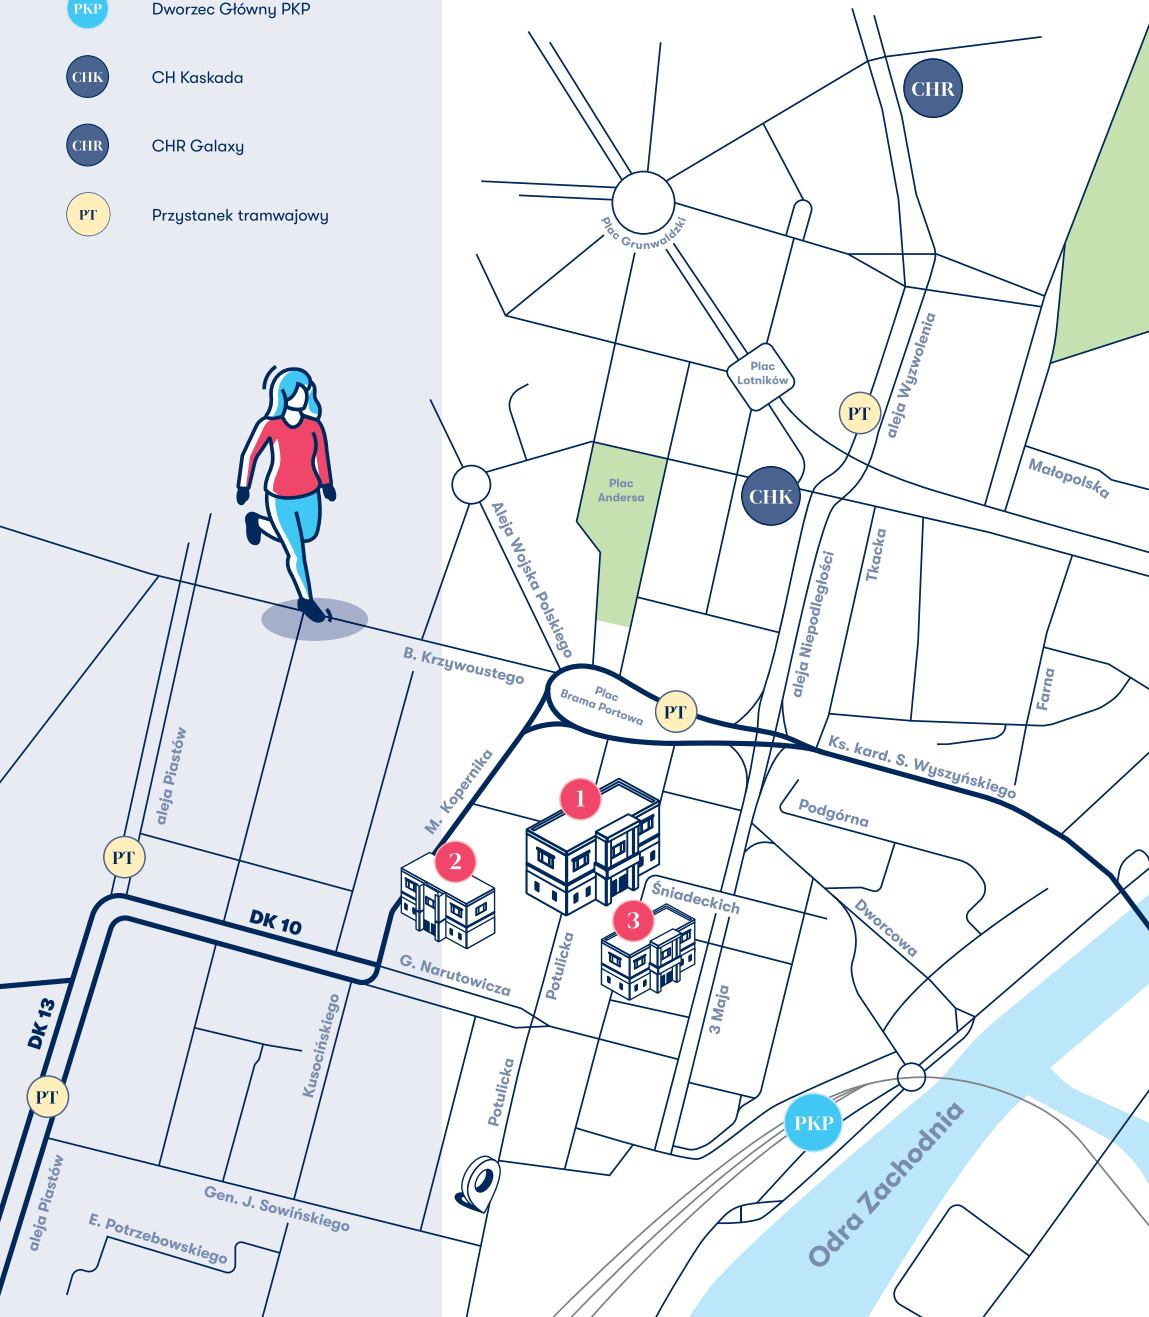 PKP Dworzec Główny PKP
CHK CH Kaskada
CHR CHR Galaxy
PT Przystanek tramwajowy
CHR
Plac Grunwaldzki
aleja Wyzwolenia
Plac
Lotników
PT
Małopolska
CHK
Plac
Andersa
Aleja Wojska Polskiego
Tkacka
aleja Niepodległości
B. Krzywoustego
Farna
Plac
Brama Portowa
PT
Ks. kard. S. Wyszyńskiego
aleja Piastów
M. Kopernika
1
Podgórna
PT
2
Śniadeckich
3
DK 10
Dworcowa
G. Narutowicza
Potulicka
3 Maja
DK 13
Kusocińskiego
PT
Potulicka
PKP
Odra Zachodnia
aleja Piastów
Gen. J. Sowińskiego
E. Potrzebowskiego